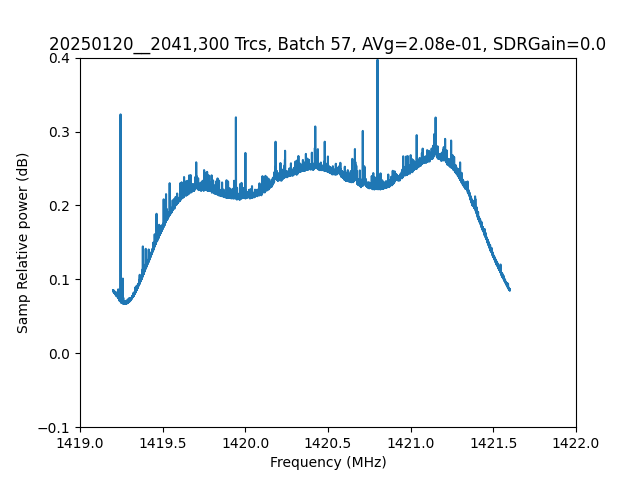 20250120__2041,300 Trcs, Batch 57, AVg=2.08e-01, SDRGain=0.0
0.4
0.3
0.2
0.1
0.0
−0.1
Samp Relative power (dB)
1419.0 1419.5 1420.0 1420.5 1421.0 1421.5 1422.0
Frequency (MHz)